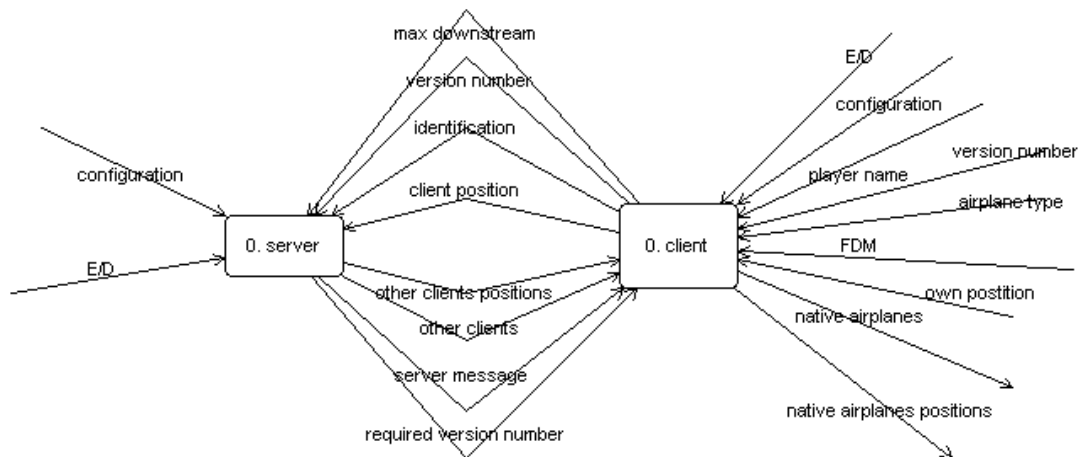 max downstream
E/D
version number
configuration
identification
version number
configuration
player name
client position
airplane type
0. server
0. client
FDM
E/D
other clients positions
own postition
native airplanes
other clients
server message
native airplanes positions
required version number